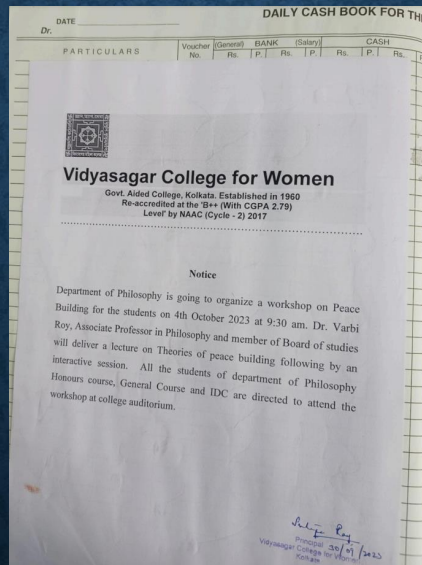 DAILY CASH BOOK FOR TH
DATE
Dr.
PARTICULARS
Voucher No.
(General) BANK (Salary)
CASH
Rs. P. Rs. P. Rs. P. Rs.
Vidyasagar College for Women
Govt. Aided College, Kolkata. Established in 1960
Re-accredited at the 'B++ (With CGPA 2.79)
Level' by NAAC (Cycle - 2) 2017
Notice
Department of Philosophy is going to organize a workshop on Peace
Building for the students on 4th October 2023 at 9:30 am. Dr. Varbi
Roy, Associate Professor in Philosophy and member of Board of studies
will deliver a lecture on Theories of peace building following by an
interactive session. All the students of department of Philosophy
Honours course, General Course and IDC are directed to attend the
workshop at college auditorium.
Roy
Principal 30/09/2023
Vidyasagar College for Women
Kolkata